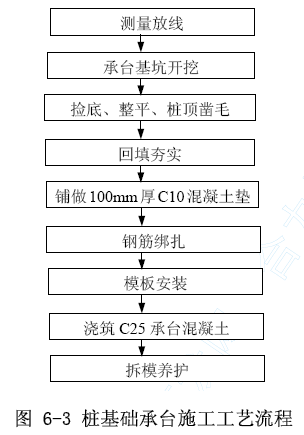 测量放线
承台基坑开挖
捡底、整平、桩顶凿毛
回填夯实
铺做100mm厚C10混凝土垫
钢筋绑扎
模板安装
浇筑C25承台混凝土
拆模养护
图 6-3 桩基础承台施工工艺流程